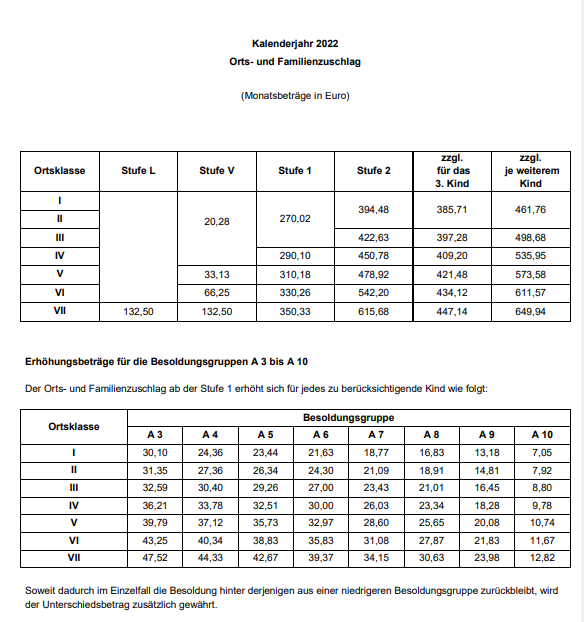 Kalenderjahr 2022
Orts- und Familienzuschlag
(Monatsbeträge in Euro)
Ortsklasse Stufe L Stufe V Stufe 1 Stufe 2 zzgl. für das 3. Kind zzgl. je weiterem Kind
I 20,28 270,02 394,48 385,71 461,76
II
III 422,63 397,28 498,68
IV 290,10 450,78 409,20 535,95
V 33,13 310,18 478,92 421,48 573,58
VI 66,25 330,26 542,20 434,12 611,57
VII 132,50 132,50 350,33 615,68 447,14 649,94
Erhöhungsbeträge für die Besoldungsgruppen A 3 bis A 10
Der Orts- und Familienzuschlag ab der Stufe 1 erhöht sich für jedes zu berücksichtigende Kind wie folgt:
Ortsklasse Besoldungsgruppe
A 3 A 4 A 5 A 6 A 7 A 8 A 9 A 10
I 30,10 24,36 23,44 21,63 18,77 16,83 13,18 7,05
II 31,35 27,36 26,34 24,30 21,09 18,91 14,81 7,92
III 32,59 30,40 29,26 27,00 23,43 21,01 16,45 8,80
IV 36,21 33,78 32,51 30,00 26,03 23,34 18,28 9,78
V 39,79 37,12 35,73 32,97 28,60 25,65 20,08 10,74
VI 43,25 40,34 38,83 35,83 31,08 27,87 21,83 11,67
VII 47,52 44,33 42,67 39,37 34,15 30,63 23,98 12,82
Soweit dadurch im Einzelfall die Besoldung hinter derjenigen aus einer niedrigeren Besoldungsgruppe zurückbleibt, wird
der Unterschiedsbetrag zusätzlich gewährt.